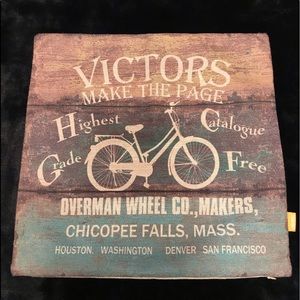 VICTORS
MAKE THE PAGE
Highest Catalogue
Grade Free
OVERMAN WHEEL CO., MAKERS,
CHICOPEE FALLS, MASS.
HOUSTON. WASHINGTON DENVER SAN FRANCISCO